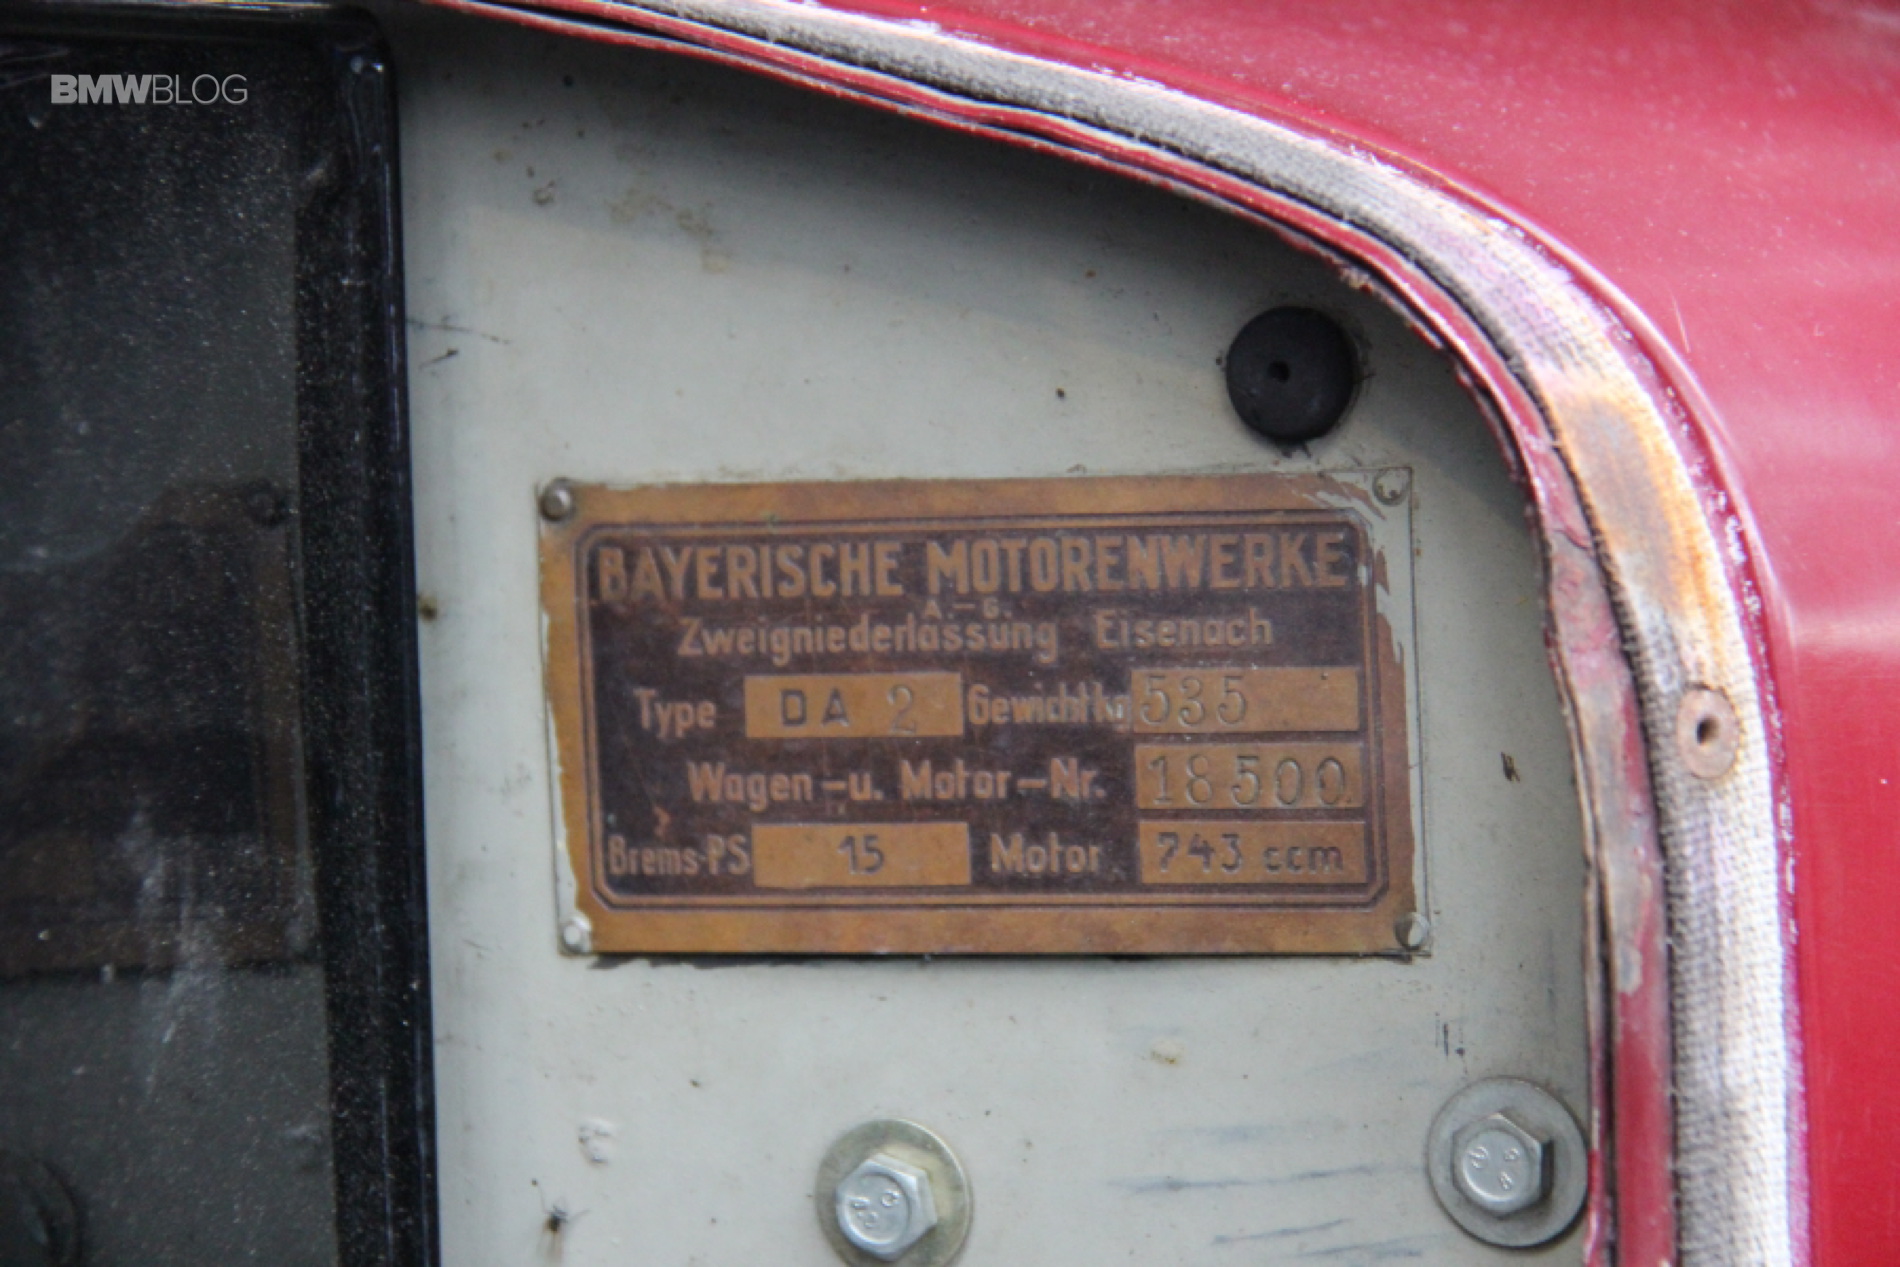 BMWBLOG
BAYERISCHE MOTORENWERKE
A.-G.
Zweigniederlassung Eisenach
Type DA 2 Gewicht kg 535
Wagen-u. Motor-Nr. 18500
Brems-PS 15 Motor 743 ccm